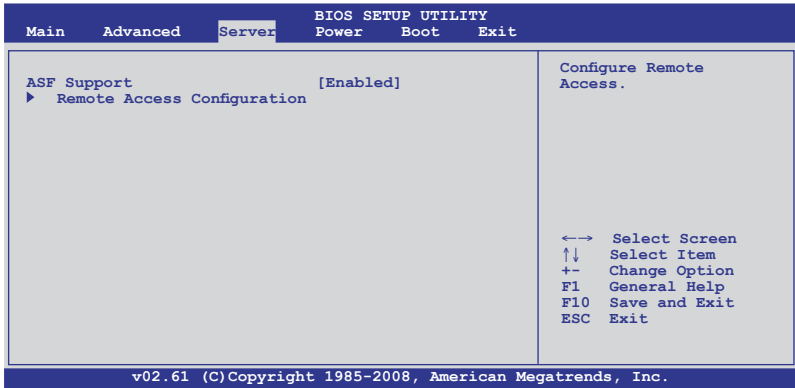 BIOS SETUP UTILITY
Main Advanced Server Power Boot Exit
ASF Support [Enabled]
Remote Access Configuration
Configure Remote
Access.
←→ Select Screen
↑↓ Select Item
+- Change Option
F1 General Help
F10 Save and Exit
ESC Exit
v02.61 (C)Copyright 1985-2008, American Megatrends, Inc.